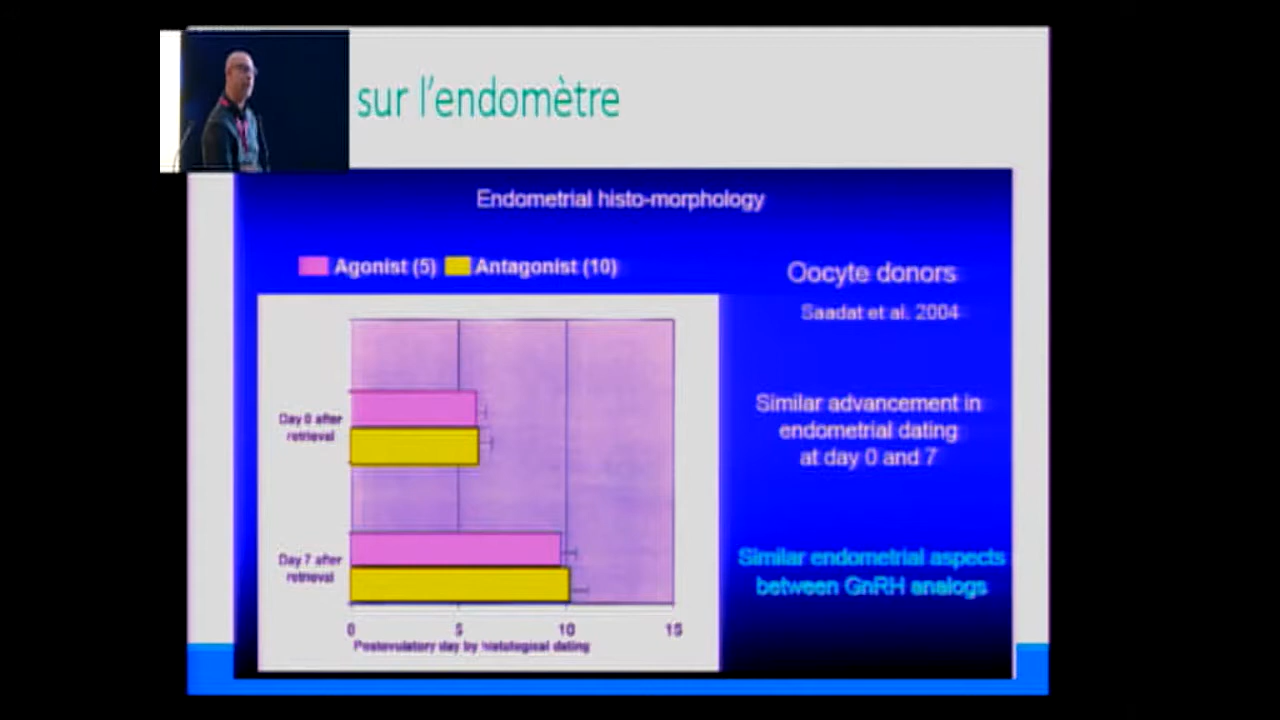 sur l'endomètre
Endometrial histo-morphology
Agonist (5) Antagonist (10)
Oocyte donors
Saadat et al. 2004
Day 0 after
retrieval
Similar advancement in
endometrial dating
at day 0 and 7
Day 7 after
retrieval
Similar endometrial aspects
between GnRH analogs
0 5 10 15
Postovulatory day by histological dating